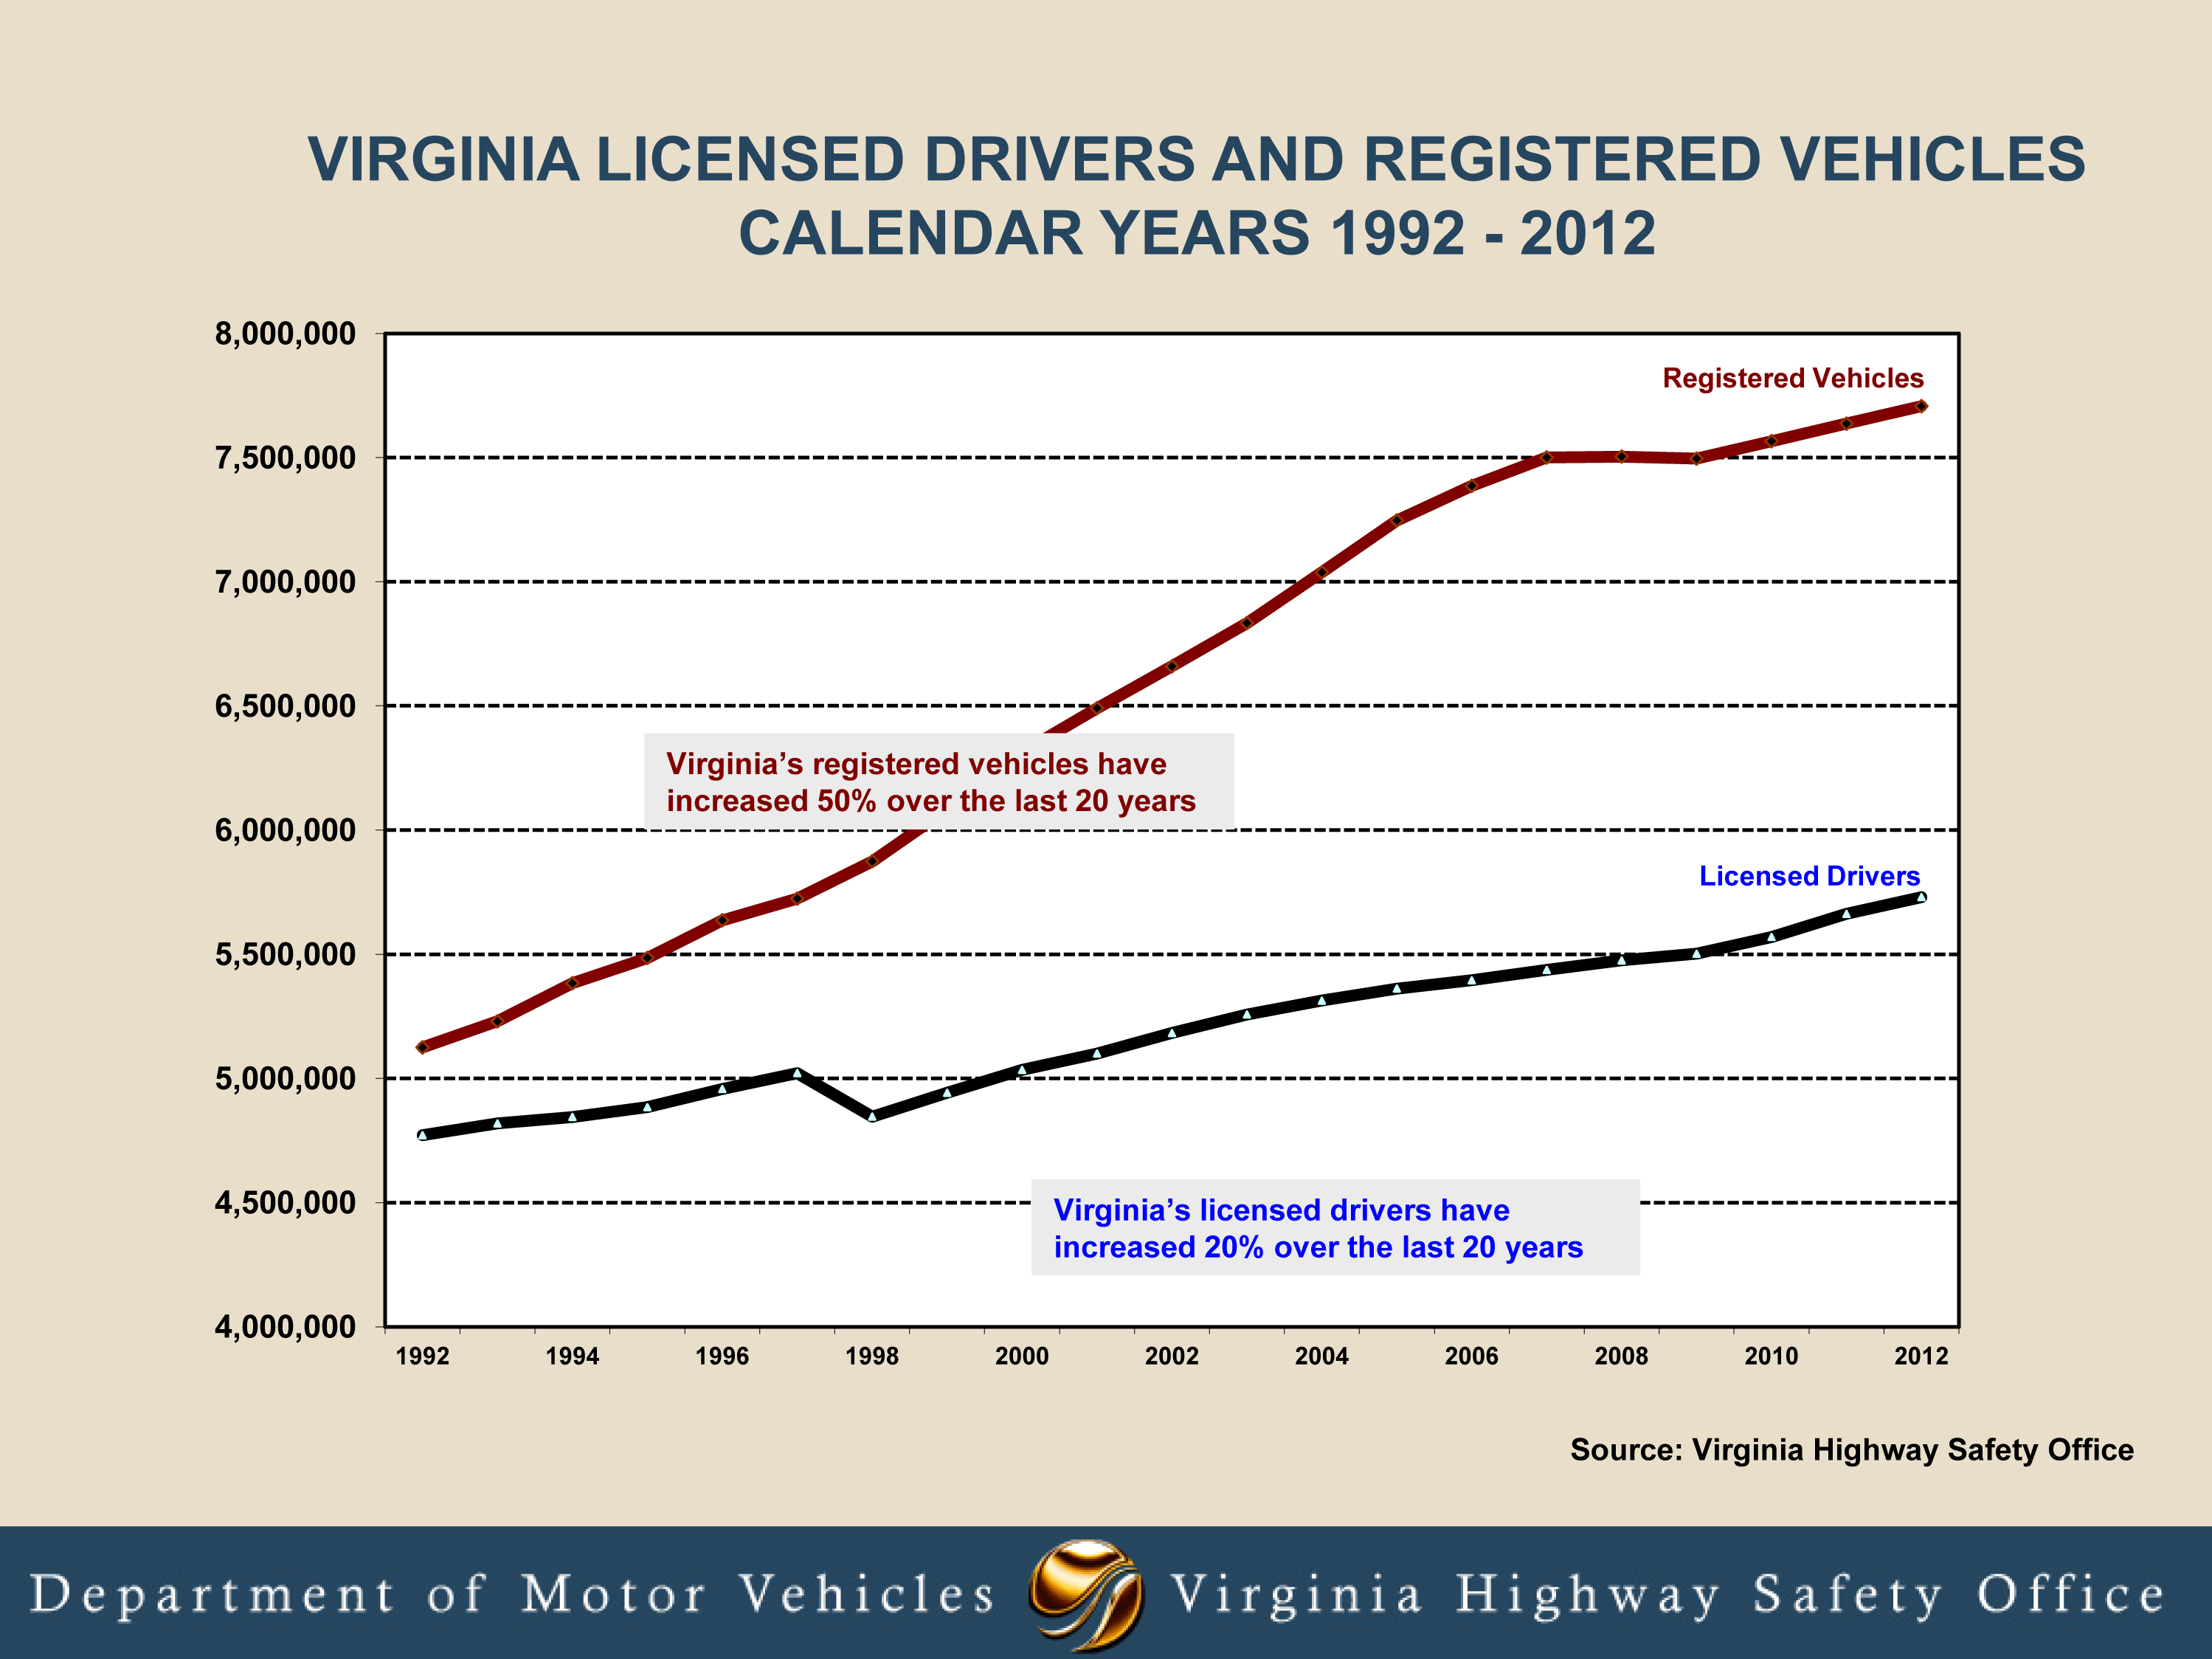 VIRGINIA LICENSED DRIVERS AND REGISTERED VEHICLES
CALENDAR YEARS 1992 - 2012
8,000,000
7,500,000
7,000,000
6,500,000
6,000,000
5,500,000
5,000,000
4,500,000
4,000,000
Registered Vehicles
Virginia’s registered vehicles have
increased 50% over the last 20 years
Licensed Drivers
Virginia’s licensed drivers have
increased 20% over the last 20 years
1992 1994 1996 1998 2000 2002 2004 2006 2008 2010 2012
Source: Virginia Highway Safety Office
Department of Motor Vehicles Virginia Highway Safety Office